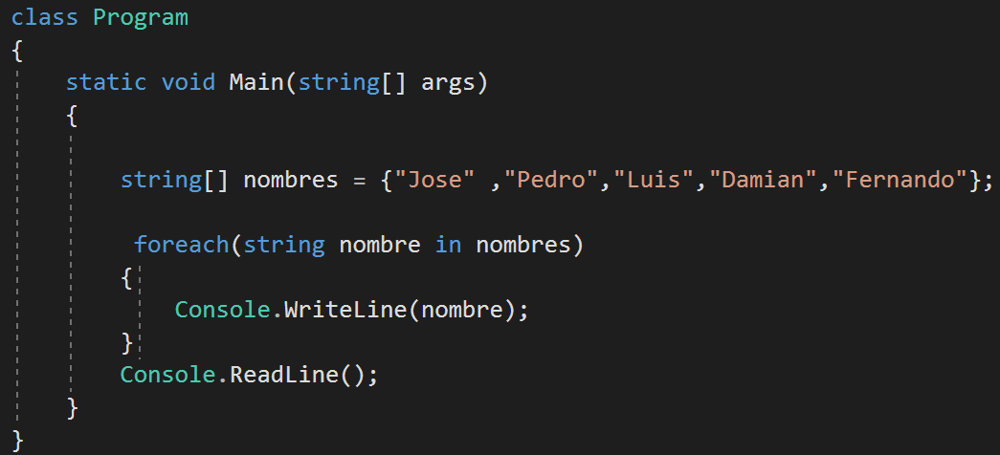 class Program
{
    static void Main(string[] args)
    {

        string[] nombres = {"Jose" ,"Pedro","Luis","Damian","Fernando"};

         foreach(string nombre in nombres)
        {
            Console.WriteLine(nombre);
        }
        Console.ReadLine();
    }
}